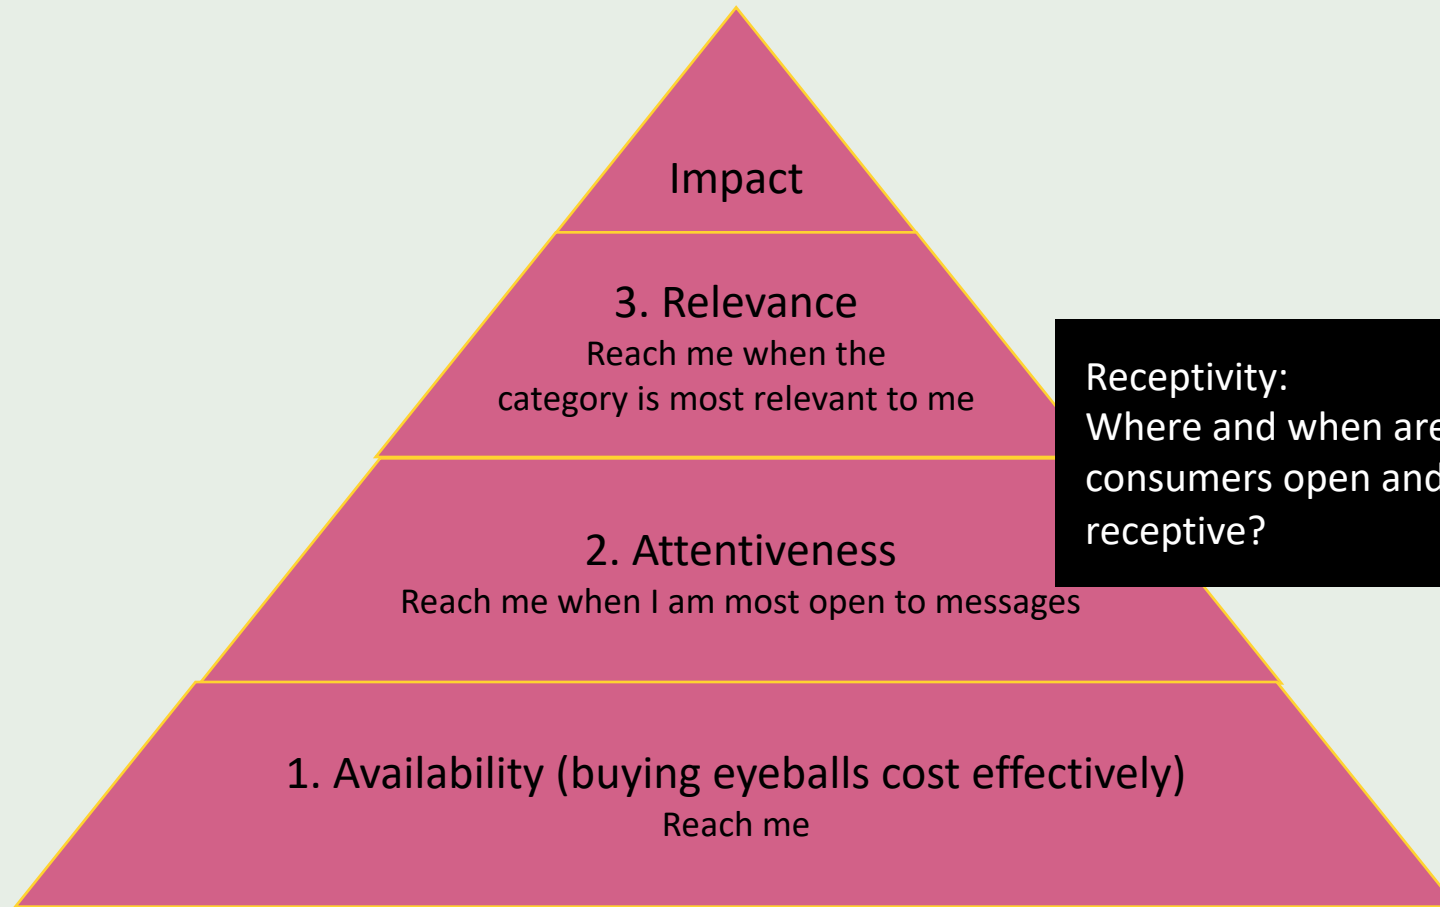 Impact
3. Relevance
Reach me when the
category is most relevant to me
Receptivity:
Where and when are
consumers open and
receptive?
2. Attentiveness
Reach me when I am most open to messages
1. Availability (buying eyeballs cost effectively)
Reach me